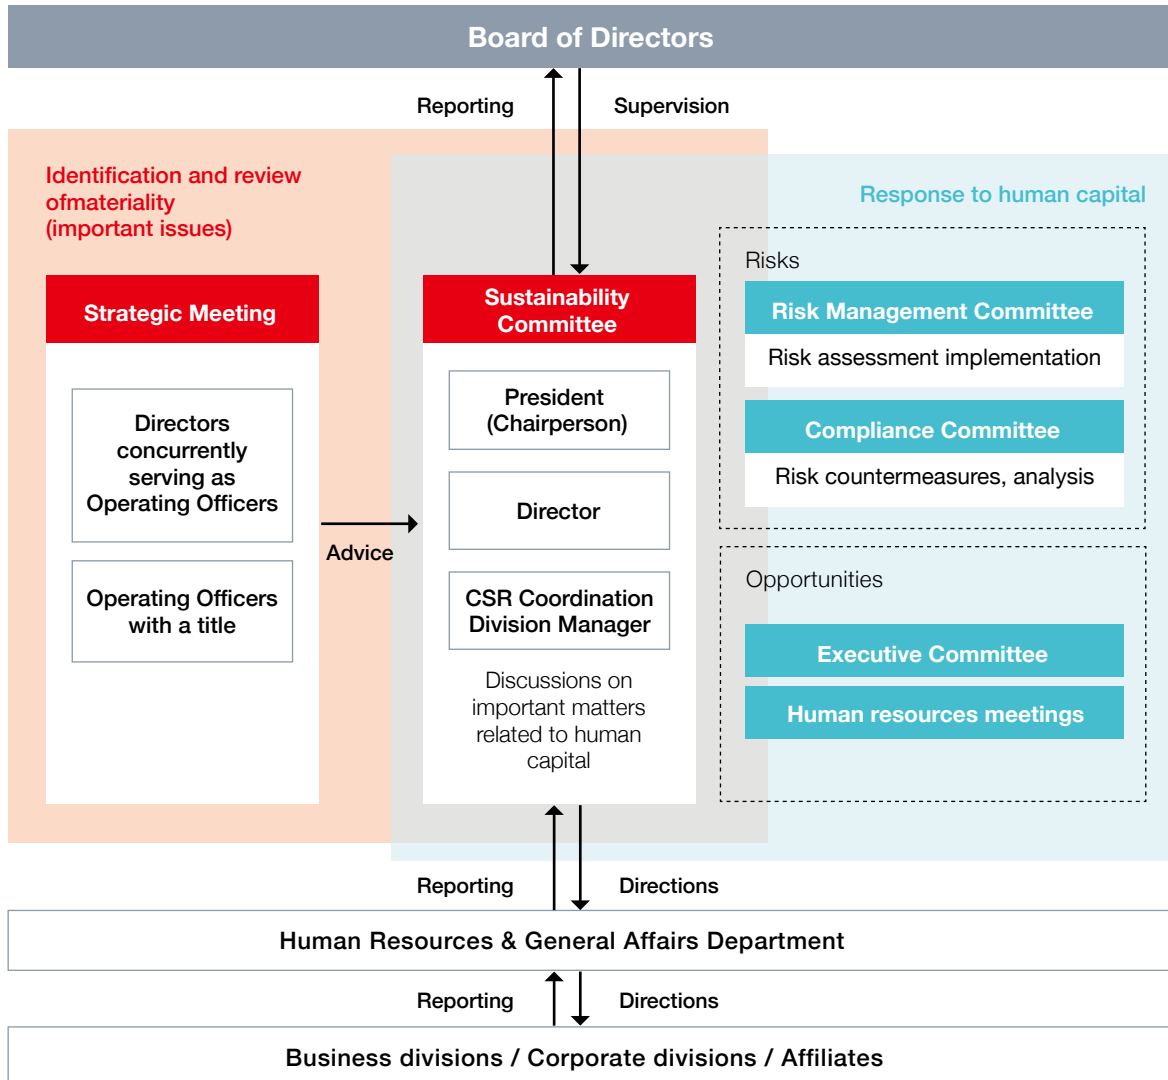 Board of Directors
Reporting
Supervision
Identification and review
ofmateriality
(important issues)
Response to human capital
Strategic Meeting
Directors
concurrently
serving as
Operating Officers
Operating Officers
with a title
Advice
Sustainability
Committee
President
(Chairperson)
Director
CSR Coordination
Division Manager
Discussions on
important matters
related to human
capital
Risks
Risk Management Committee
Risk assessment implementation
Compliance Committee
Risk countermeasures, analysis
Opportunities
Executive Committee
Human resources meetings
Reporting
Directions
Human Resources & General Affairs Department
Reporting
Directions
Business divisions / Corporate divisions / Affiliates